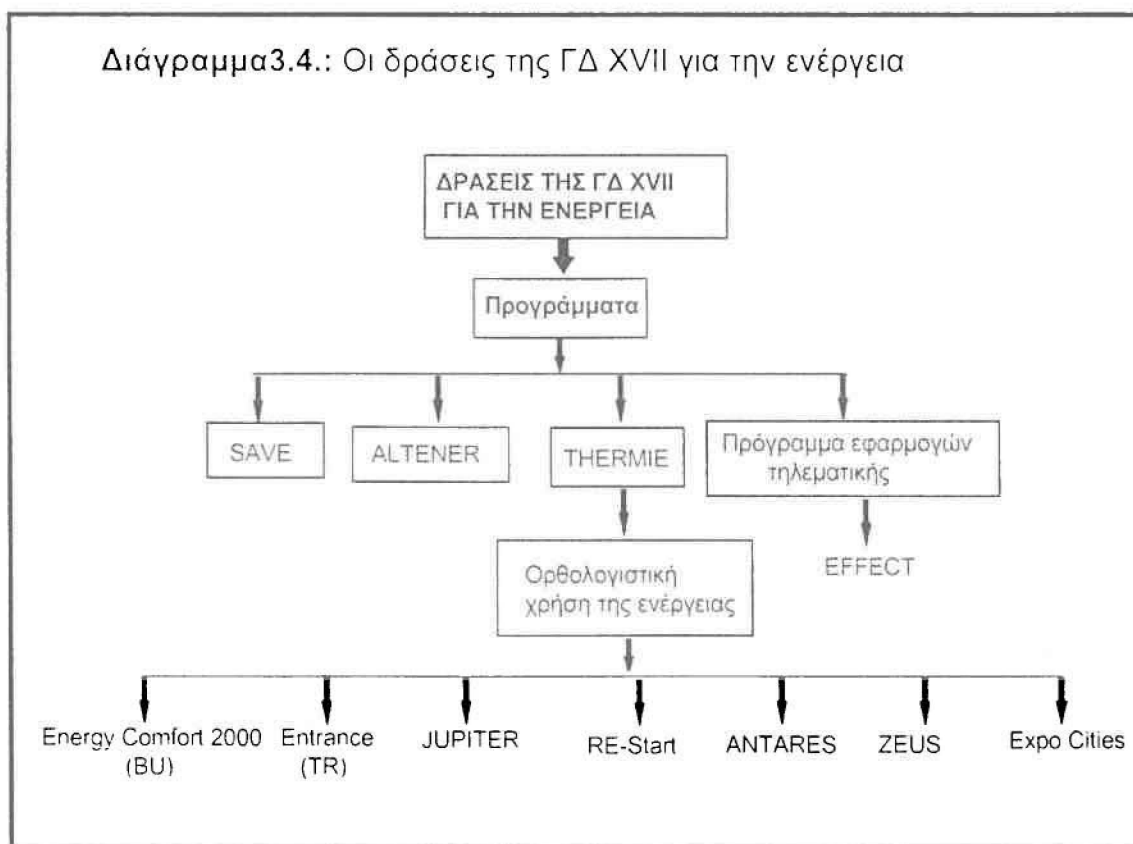 Διάγραμμα3.4.: Οι δράσεις της ΓΔ XVII για την ενέργεια
ΔΡΑΣΕΙΣ ΤΗΣ ΓΔ XVII
ΓΙΑ ΤΗΝ ΕΝΕΡΓΕΙΑ
Προγράμματα
SAVE
ALTENER
THERMIE
Πρόγραμμα εφαρμογών
τηλεματικής
EFFECT
Ορθολογιστική
χρήση της ενέργειας
Energy Comfort 2000
(BU)
Entrance
(TR)
JUPITER
RE-Start
ANTARES
ZEUS
Expo Cities